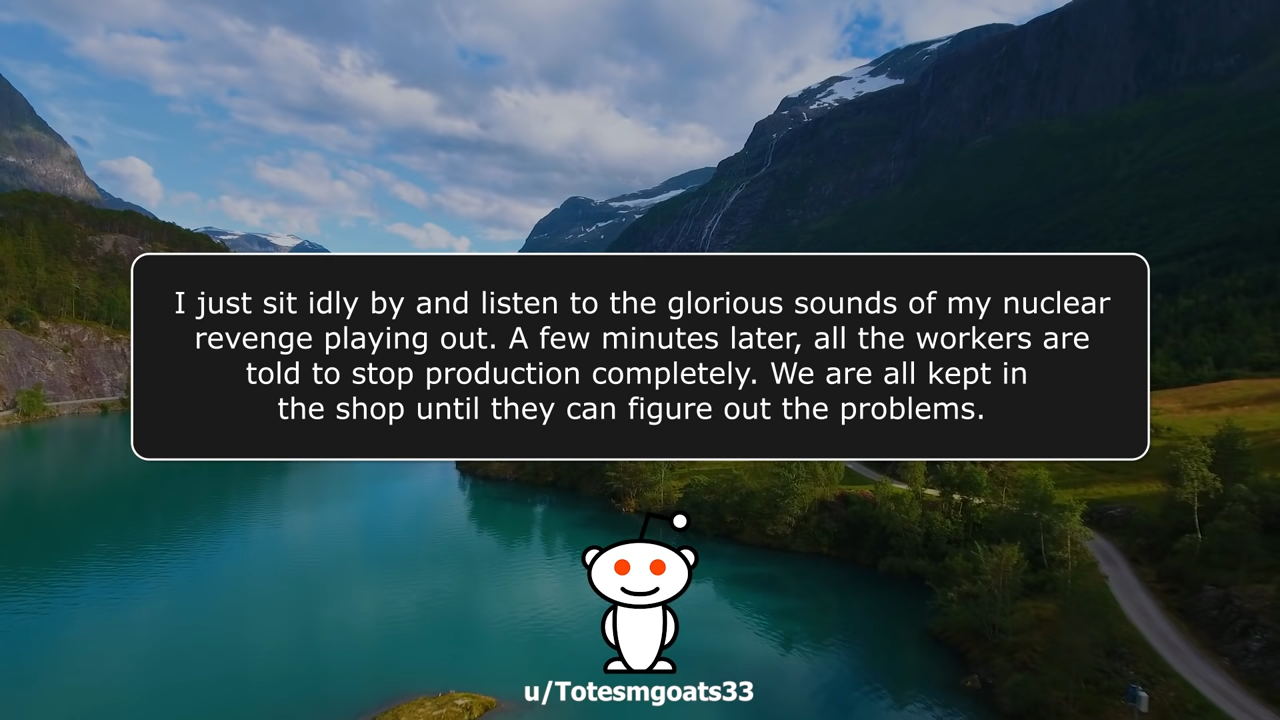 I just sit idly by and listen to the glorious sounds of my nuclear
revenge playing out. A few minutes later, all the workers are
told to stop production completely. We are all kept in
the shop until they can figure out the problems.
u/Totesmgoats33